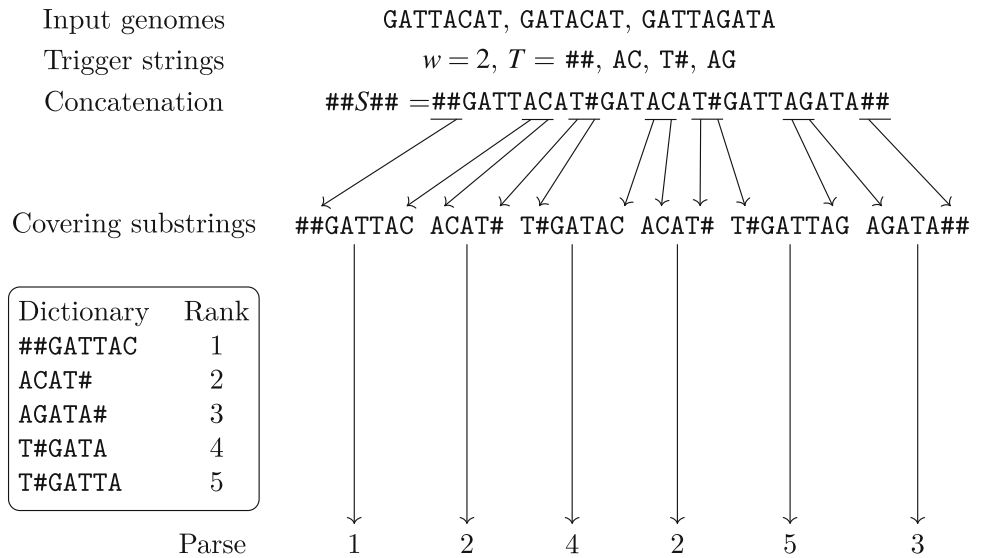 Input genomes GATTACAT, GATACAT, GATTAGATA
Trigger strings w = 2, T = ##, AC, T#, AG
Concatenation ##S## =##GATTACAT#GATACAT#GATTAGATA##
Covering substrings ##GATTAC ACAT# T#GATAC ACAT# T#GATTAG AGATA##
Dictionary Rank
##GATTAC 1
ACAT# 2
AGATA# 3
T#GATA 4
T#GATTA 5
Parse 1 2 4 2 5 3